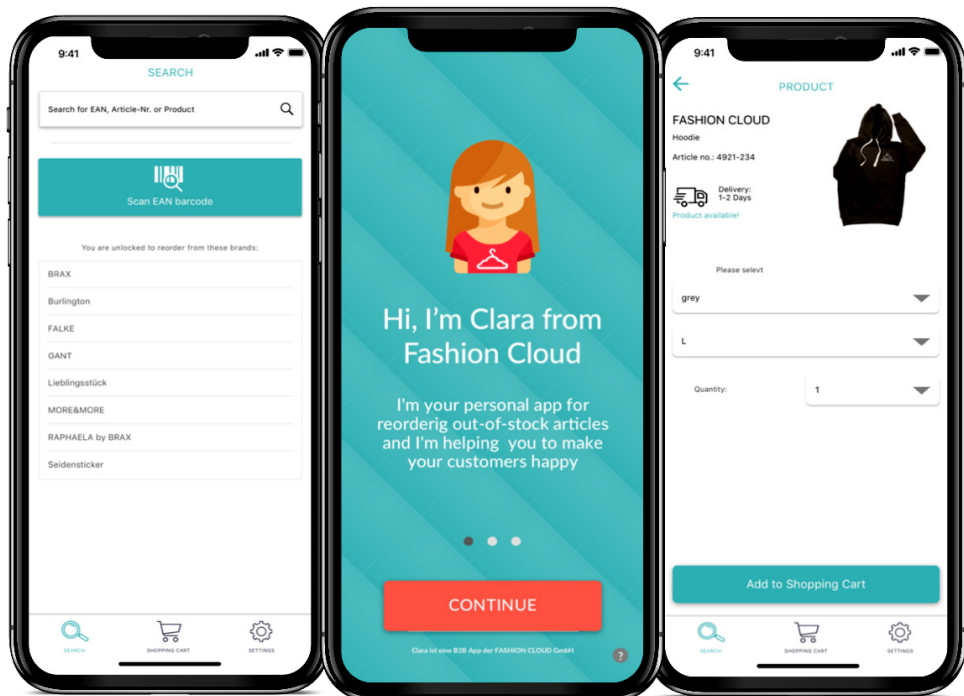 9:41
SEARCH
Search for EAN, Article-Nr. or Product
Scan EAN barcode
You are unlocked to reorder from these brands:
BRAX
Burlington
FALKE
GANT
Lieblingsstück
MORE&MORE
RAPHAELA by BRAX
Seidensticker
SEARCH
SHOPPING CART
SETTINGS
Hi, I'm Clara from
Fashion Cloud
I'm your personal app for
reorderig out-of-stock articles
and I'm helping you to make
your customers happy
CONTINUE
Clara ist eine B2B App der FASHION CLOUD GmbH
?
9:41
PRODUCT
FASHION CLOUD
Hoodie
Article no.: 4921-234
Delivery:
1-2 Days
Product available!
Please selevt
grey
L
Quantity:
1
Add to Shopping Cart
SEARCH
SHOPPING CART
SETTINGS